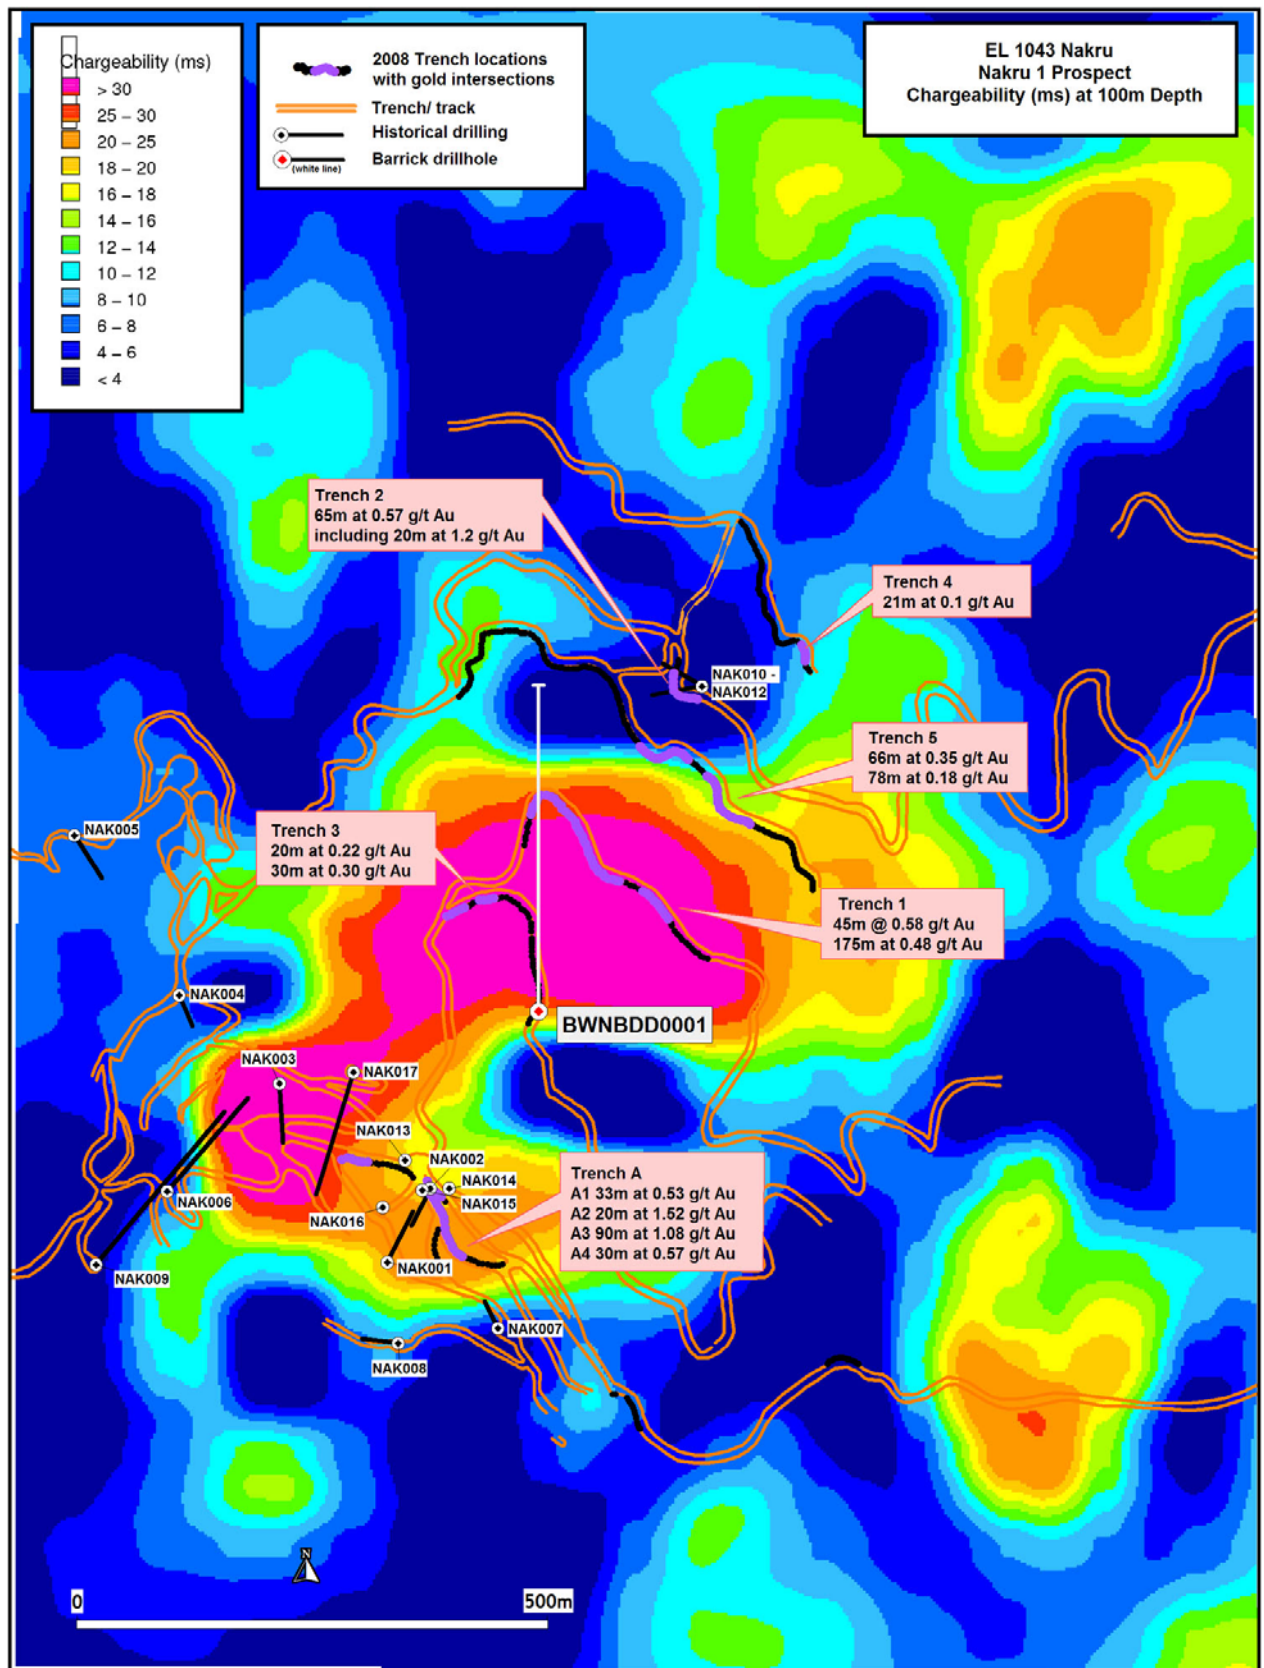 Chargeability (ms)
> 30
25 – 30
20 – 25
18 – 20
16 – 18
14 – 16
12 – 14
10 – 12
8 – 10
6 – 8
4 – 6
< 4
2008 Trench locations
with gold intersections
Trench/ track
Historical drilling
Barrick drillhole
(white line)
EL 1043 Nakru
Nakru 1 Prospect
Chargeability (ms) at 100m Depth
Trench 2
65m at 0.57 g/t Au
including 20m at 1.2 g/t Au
Trench 4
21m at 0.1 g/t Au
NAK010 -
NAK012
Trench 5
66m at 0.35 g/t Au
78m at 0.18 g/t Au
NAK005
Trench 3
20m at 0.22 g/t Au
30m at 0.30 g/t Au
Trench 1
45m @ 0.58 g/t Au
175m at 0.48 g/t Au
NAK004
BWNBDD0001
NAK003
NAK017
NAK013
NAK002
NAK014
NAK015
NAK006
NAK016
Trench A
A1 33m at 0.53 g/t Au
A2 20m at 1.52 g/t Au
A3 90m at 1.08 g/t Au
A4 30m at 0.57 g/t Au
NAK009
NAK001
NAK007
NAK008
N
0
500m